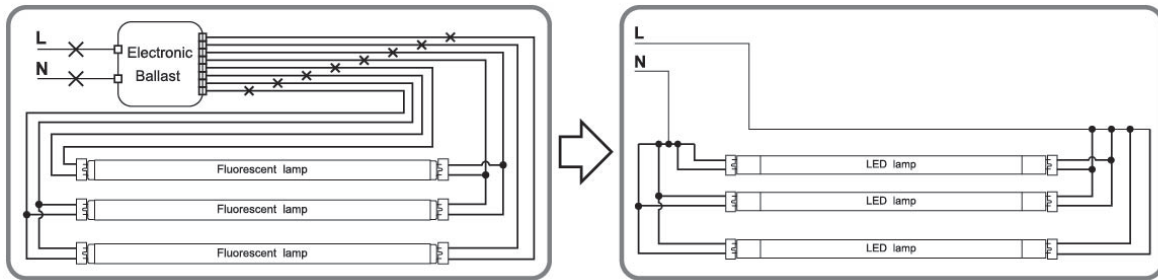 L
N
Electronic
Ballast
Fluorescent lamp
Fluorescent lamp
Fluorescent lamp
L
N
LED lamp
LED lamp
LED lamp